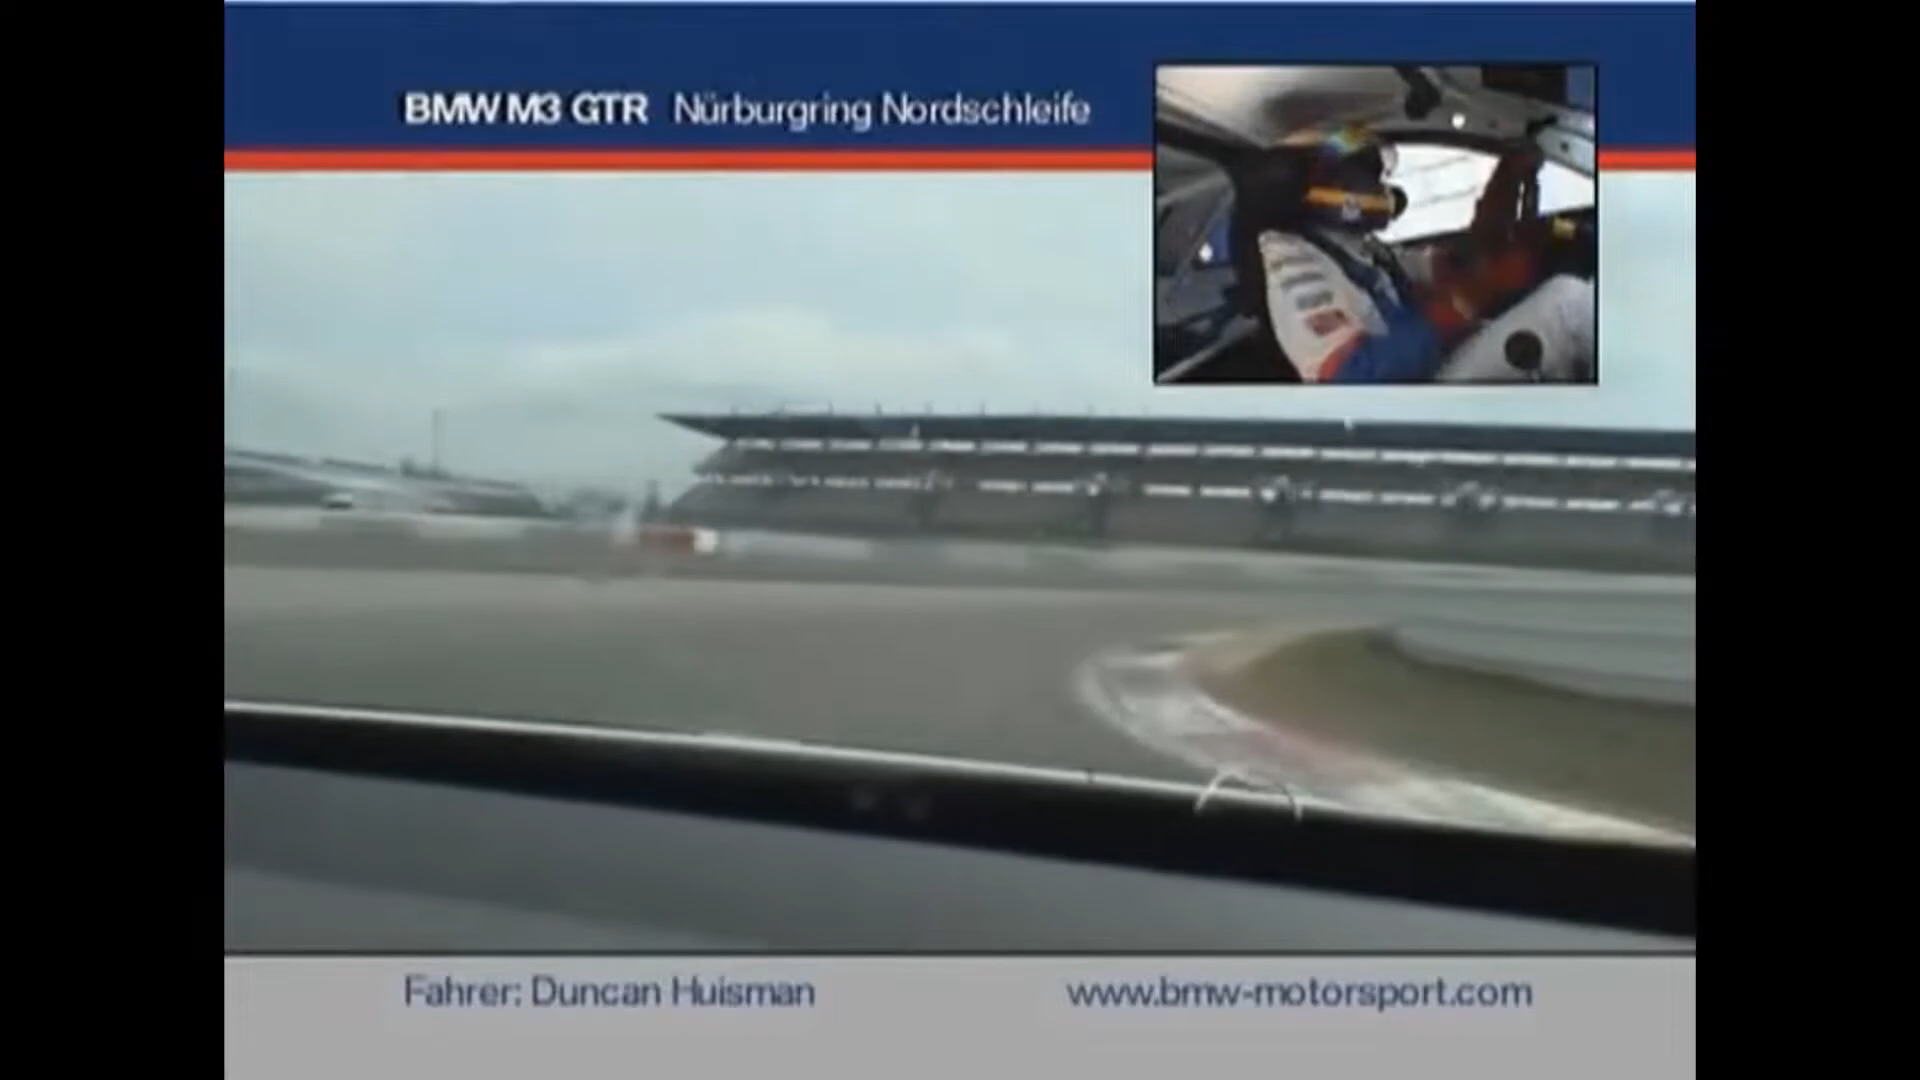 BMW M3 GTR Nürburgring Nordschleife
Fahrer: Duncan Huisman
www.bmw-motorsport.com